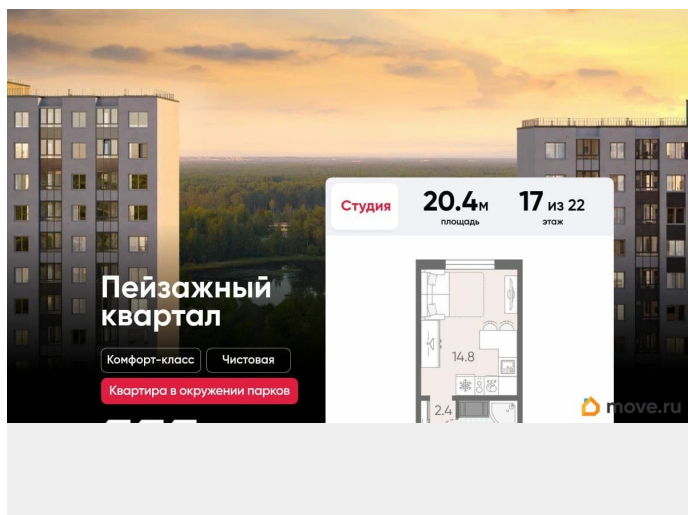 Студия
20.4м
площадь
17 из 22
этаж
Пейзажный
квартал
Комфорт-класс
Чистовая
Квартира в окружении парков
14.8
2.4
move.ru